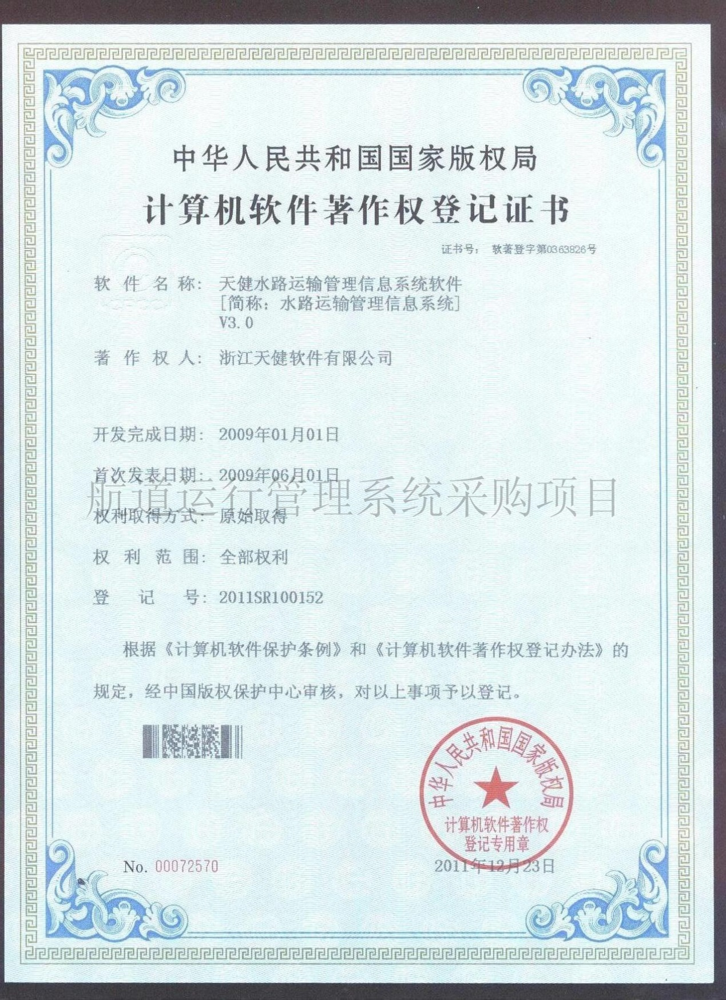 中华人民共和国国家版权局
计算机软件著作权登记证书
证书号： 软著登字第0363826号
软件名称： 天健水路运输管理信息系统软件
[简称：水路运输管理信息系统]
V3.0
著作权人： 浙江天健软件有限公司
开发完成日期： 2009年01月01日
首次发表日期： 2009年06月01日
航道运行管理系统采购项目
权利取得方式： 原始取得
权利范围： 全部权利
登记号： 2011SR100152
根据《计算机软件保护条例》和《计算机软件著作权登记办法》的
规定，经中国版权保护中心审核，对以上事项予以登记。
中华人民共和国国家版权局
计算机软件著作权
登记专用章
No. 00072570
2011年12月23日